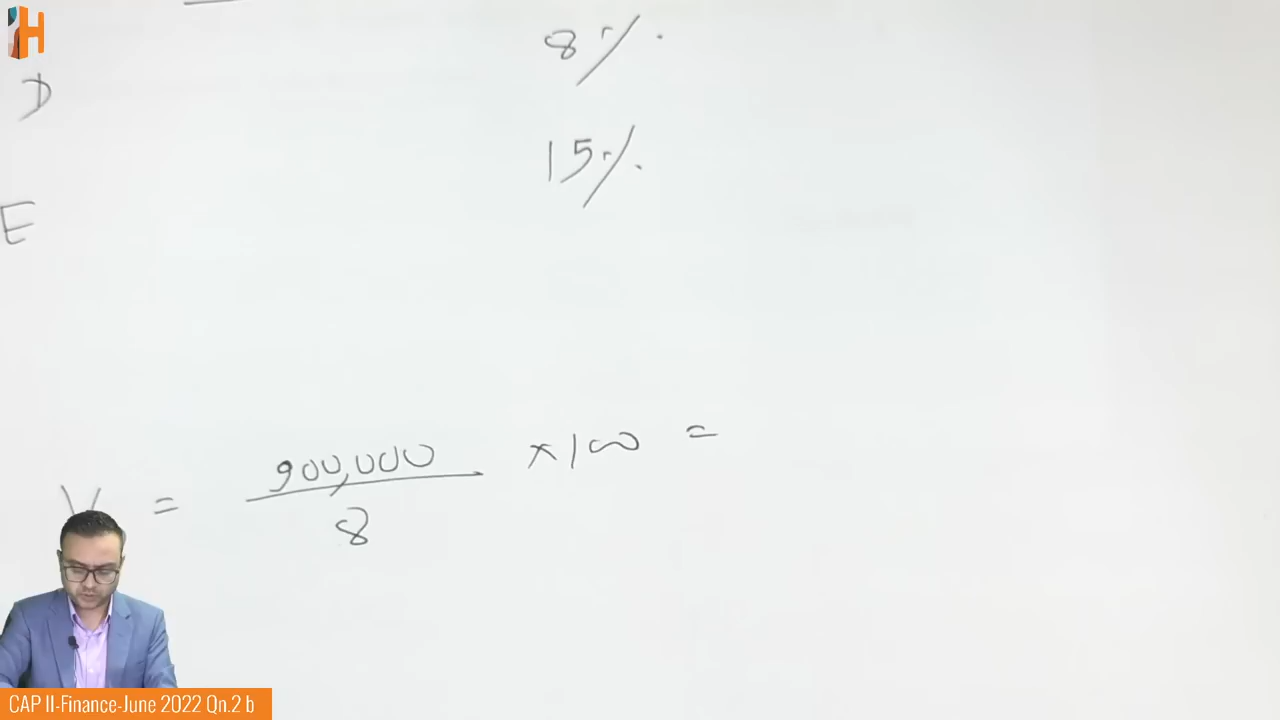 H
8%.
D
15%.
E
V = 900,000 / 8 × 100 =
CAP II-Finance-June 2022 Qn.2 b